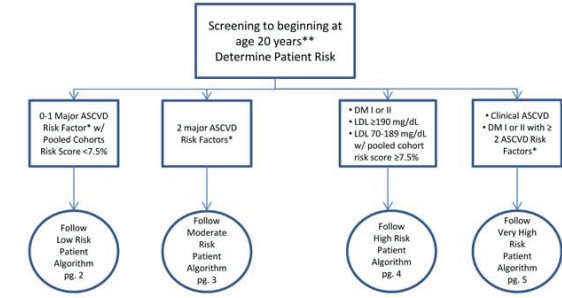 Screening to beginning at
age 20 years**
Determine Patient Risk
0-1 Major ASCVD
Risk Factor* w/
Pooled Cohorts
Risk Score <7.5%
2 major ASCVD
Risk Factors*
• DM I or II
• LDL ≥190 mg/dL
• LDL 70-189 mg/dL
w/ pooled cohort
risk score ≥7.5%
• Clinical ASCVD
• DM I or II with ≥
2 ASCVD Risk
Factors*
Follow
Low Risk
Patient
Algorithm
pg. 2
Follow
Moderate
Risk
Patient
Algorithm
pg. 3
Follow
High Risk
Patient
Algorithm
pg. 4
Follow
Very High
Risk
Patient
Algorithm
pg. 5